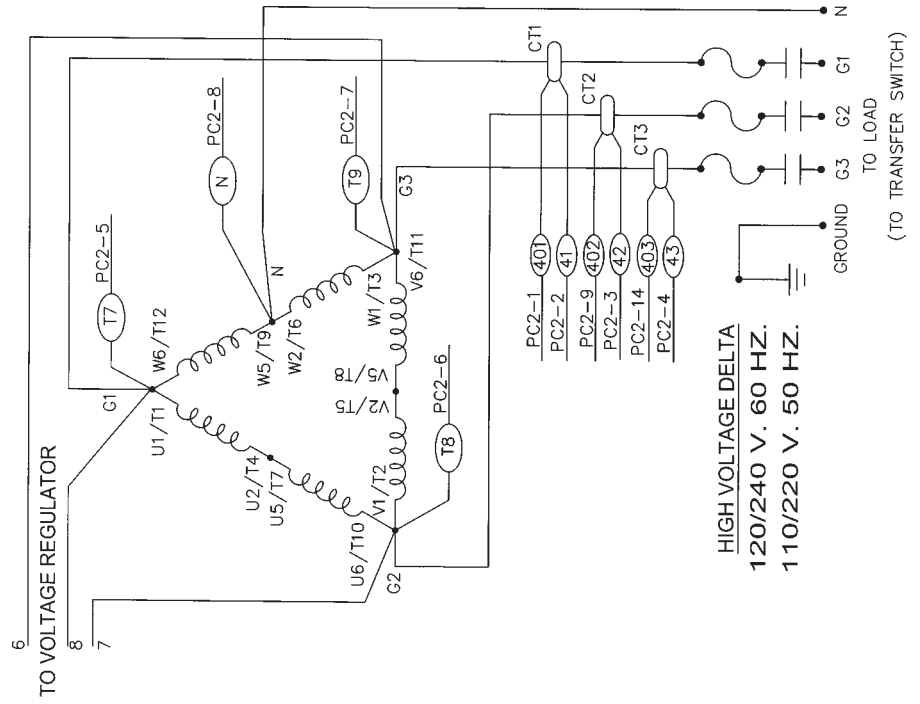 6
TO VOLTAGE REGULATOR
8
7
T7
PC2-5
G1
U1/T1
W6/T12
U2/T4
U5/T7
W5/T9
W2/T6
N
PC2-8
N
T9
PC2-7
U6/T10
V1/T2
V2/T5
V5/T8
W1/T3
V6/T11
G2
G3
T8
PC2-6
CT1
CT2
CT3
PC2-1 401
PC2-2 41
PC2-9 402
PC2-3 42
PC2-14 403
PC2-4 43
N
G1
G2
G3
GROUND
TO LOAD
(TO TRANSFER SWITCH)
HIGH VOLTAGE DELTA
120/240 V. 60 HZ.
110/220 V. 50 HZ.